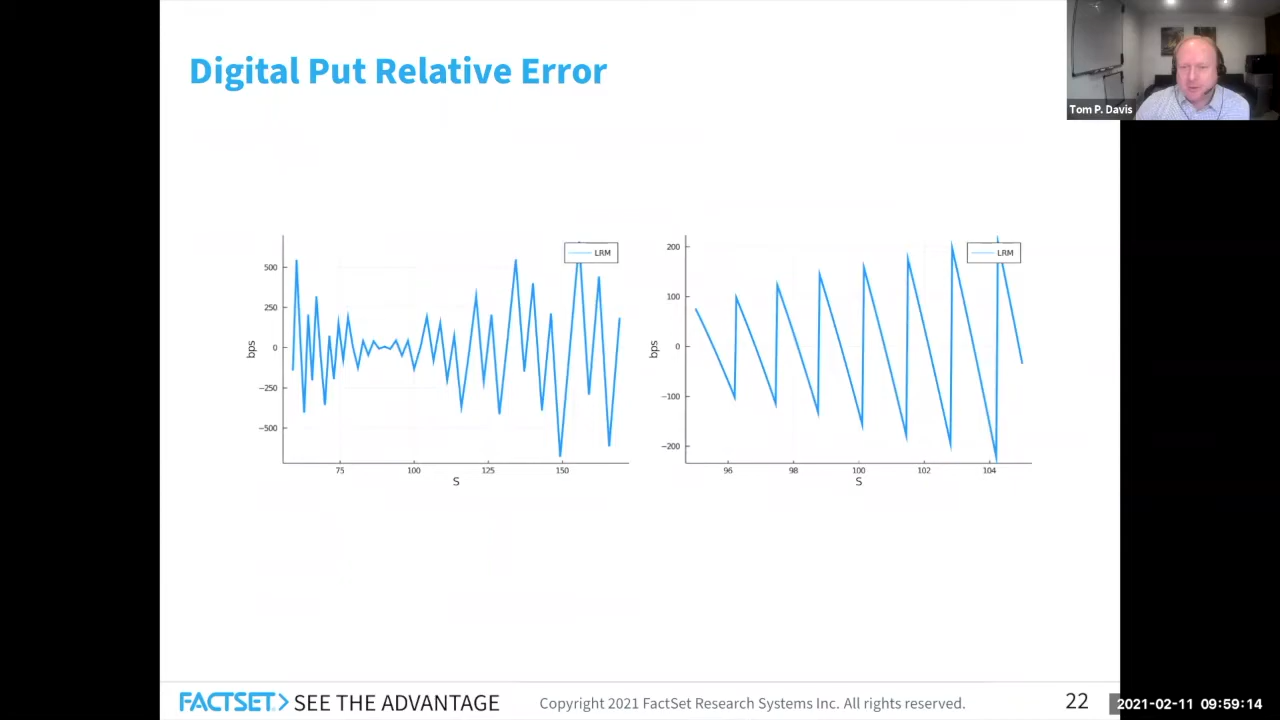 Digital Put Relative Error
Tom P. Davis
500
250
0
−250
−500
bps
75
100
125
150
S
LRM
200
100
0
−100
−200
bps
96
98
100
102
104
S
LRM
FACTSET SEE THE ADVANTAGE
Copyright 2021 FactSet Research Systems Inc. All rights reserved.
22
2021-02-11 09:59:14